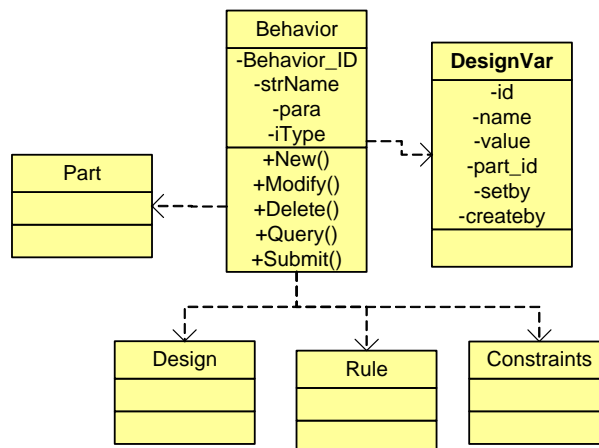 Behavior
-Behavior_ID
-strName
-para
-iType
+New()
+Modify()
+Delete()
+Query()
+Submit()
DesignVar
-id
-name
-value
-part_id
-setby
-createby
Part
Design
Rule
Constraints